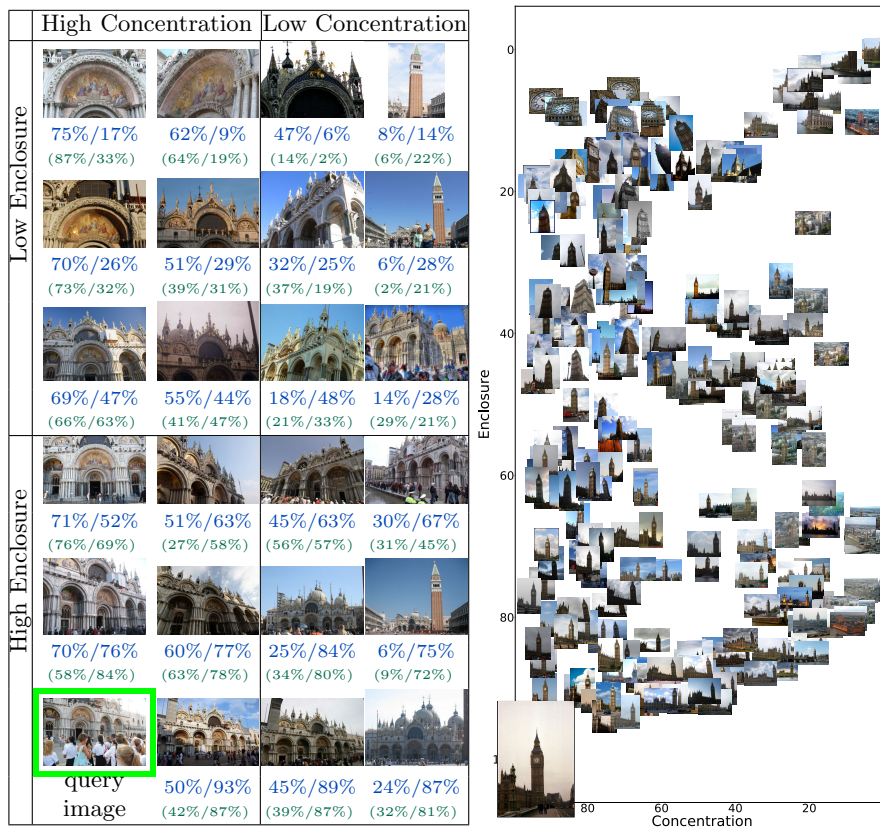 High Concentration Low Concentration
Low Enclosure
75%/17% 62%/9% 47%/6% 8%/14%
(87%/33%) (64%/19%) (14%/2%) (6%/22%)
70%/26% 51%/29% 32%/25% 6%/28%
(73%/32%) (39%/31%) (37%/19%) (2%/21%)
69%/47% 55%/44% 18%/48% 14%/28%
(66%/63%) (41%/47%) (21%/33%) (29%/21%)
High Enclosure
71%/52% 51%/63% 45%/63% 30%/67%
(76%/69%) (27%/58%) (56%/57%) (31%/45%)
70%/76% 60%/77% 25%/84% 6%/75%
(58%/84%) (63%/78%) (34%/80%) (9%/72%)
query
image
50%/93% 45%/89% 24%/87%
(42%/87%) (39%/87%) (32%/81%)
Enclosure
0
20
40
60
80
80 60 40 20
Concentration